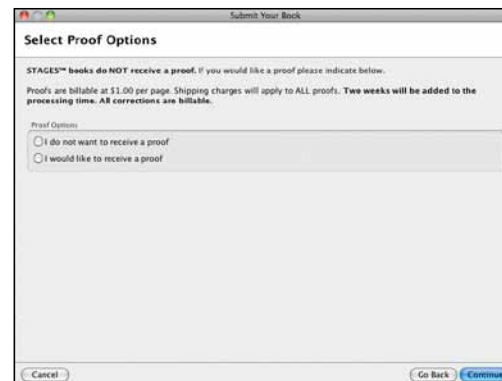 Submit Your Book
Select Proof Options
STAGES™ books do NOT receive a proof. If you would like a proof please indicate below.
Proofs are billable at $1.00 per page. Shipping charges will apply to ALL proofs. Two weeks will be added to the
processing time. All corrections are billable.
Proof Options
I do not want to receive a proof
I would like to receive a proof
Cancel
Go Back
Continue